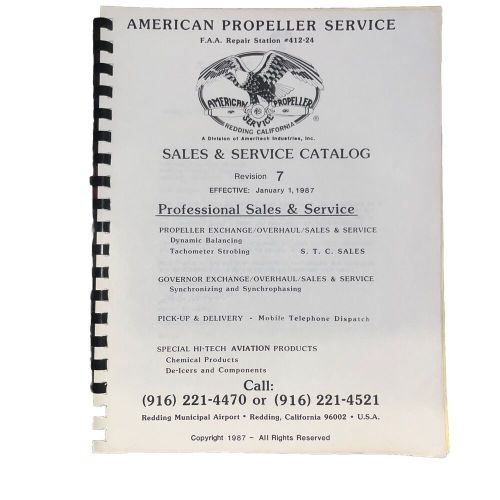 AMERICAN PROPELLER SERVICE
F.A.A. Repair Station #412-24
AMERICAN PROPELLER
SERVICE
REDDING CALIFORNIA
®
A Division of Ameritech Industries, Inc.
SALES & SERVICE CATALOG
Revision 7
EFFECTIVE: January 1, 1987
Professional Sales & Service
PROPELLER EXCHANGE/OVERHAUL/SALES & SERVICE
Dynamic Balancing
Tachometer Strobing S. T. C. SALES
GOVERNOR EXCHANGE/OVERHAUL/SALES & SERVICE
Synchronizing and Synchrophasing
PICK-UP & DELIVERY - Mobile Telephone Dispatch
SPECIAL HI-TECH AVIATION PRODUCTS
Chemical Products
De-Icers and Components
Call:
(916) 221-4470 or (916) 221-4521
Redding Municipal Airport • Redding, California 96002 • U.S.A.
Copyright 1987 - All Rights Reserved